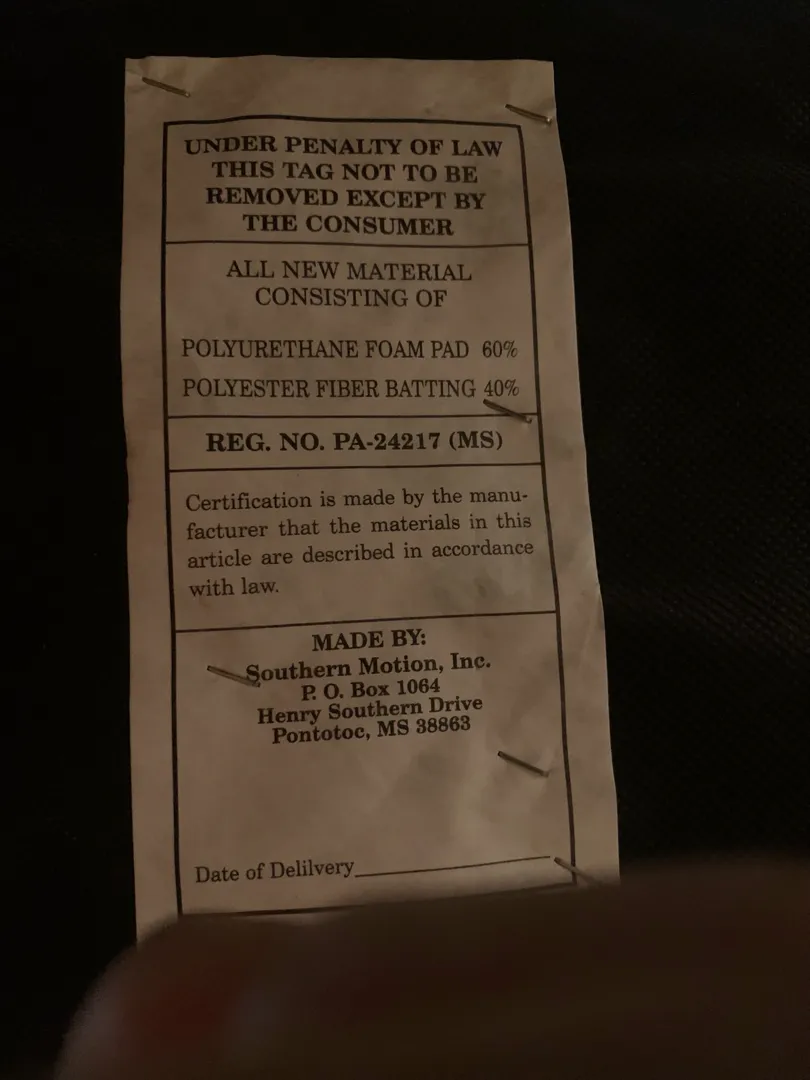 UNDER PENALTY OF LAW
THIS TAG NOT TO BE
REMOVED EXCEPT BY
THE CONSUMER
ALL NEW MATERIAL
CONSISTING OF
POLYURETHANE FOAM PAD 60%
POLYESTER FIBER BATTING 40%
REG. NO. PA-24217 (MS)
Certification is made by the manu-
facturer that the materials in this
article are described in accordance
with law.
MADE BY:
Southern Motion, Inc.
P. O. Box 1064
Henry Southern Drive
Pontotoc, MS 38863
Date of Delilvery